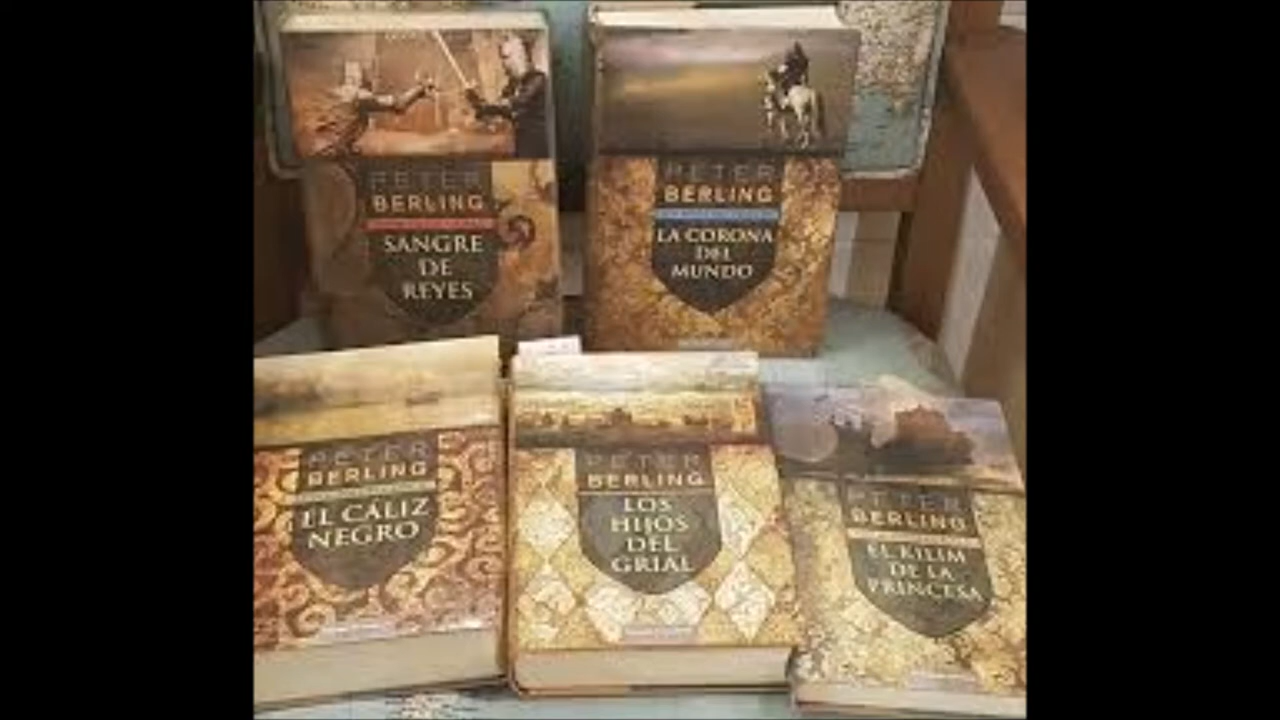 PETER
BERLING
SANGRE
DE
REYES
PETER
BERLING
LA CORONA
DEL
MUNDO
PETER
BERLING
EL CÁLIZ
NEGRO
PETER
BERLING
LOS
HIJOS
DEL
GRIAL
PETER
BERLING
EL KILIM
DE LA
PRINCESA